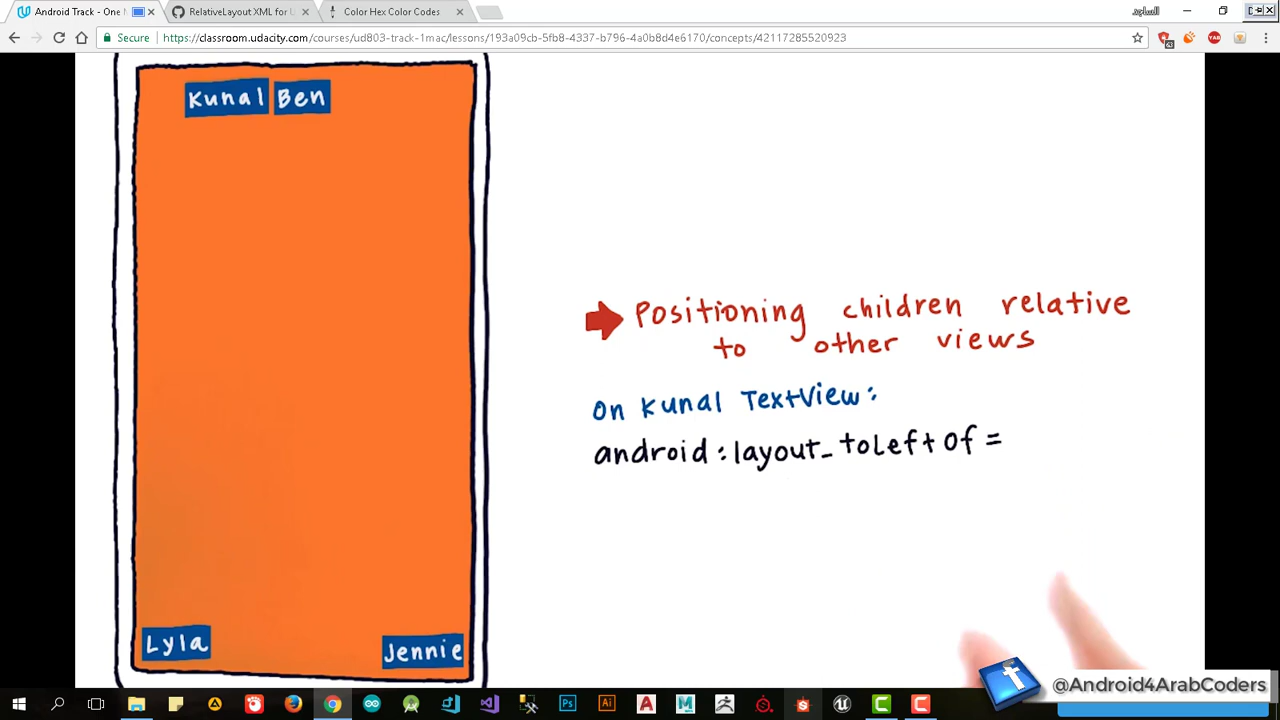 Android Track - One M
RelativeLayout XML for U
Color Hex Color Codes
Secure
https://classroom.udacity.com/courses/ud803-track-1mac/lessons/193a09cb-5fb8-4337-b796-4a0b8d4e6170/concepts/42117285520923
Kunal Ben
Positioning children relative
to other views
On Kunal TextView:
android:layout_toLeftOf=
Lyla
Jennie
@Android4ArabCoders